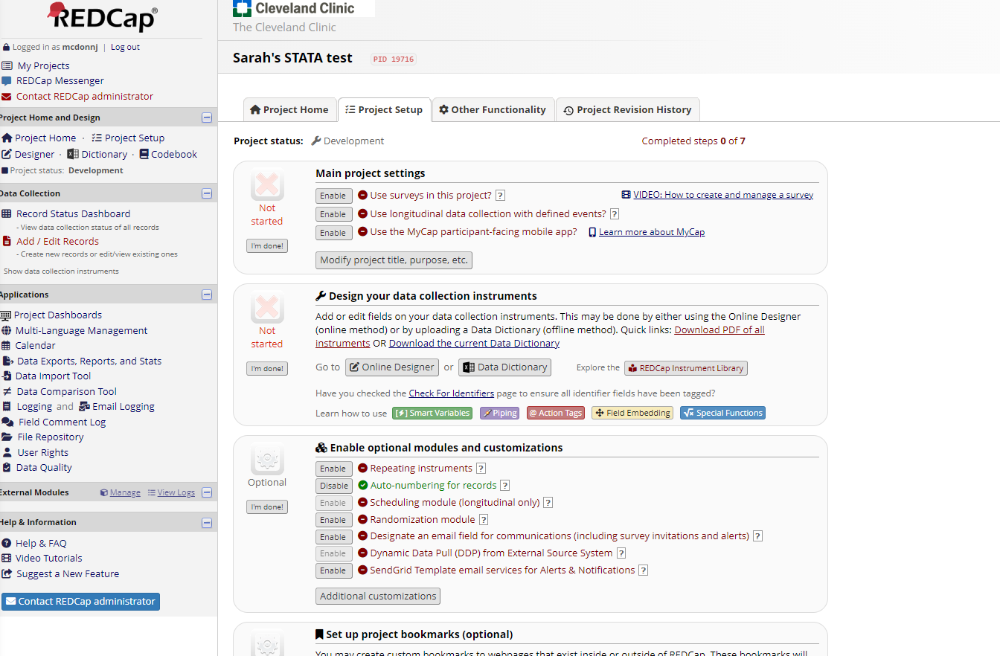 REDCap®
Logged in as mcdonnj | Log out
My Projects
REDCap Messenger
Contact REDCap administrator
Project Home and Design
Project Home · Project Setup
Designer · Dictionary · Codebook
Project status: Development
Data Collection
Record Status Dashboard
- View data collection status of all records
Add / Edit Records
- Create new records or edit/view existing ones
Show data collection instruments
Applications
Project Dashboards
Multi-Language Management
Calendar
Data Exports, Reports, and Stats
Data Import Tool
Data Comparison Tool
Logging and Email Logging
Field Comment Log
File Repository
User Rights
Data Quality
External Modules Manage View Logs
Help & Information
Help & FAQ
Video Tutorials
Suggest a New Feature
Contact REDCap administrator
Cleveland Clinic
The Cleveland Clinic
Sarah's STATA test PID 19716
Project Home Project Setup Other Functionality Project Revision History
Project status: Development Completed steps 0 of 7
Not
started
I'm done!
Main project settings
Enable Use surveys in this project? ? VIDEO: How to create and manage a survey
Enable Use longitudinal data collection with defined events? ?
Enable Use the MyCap participant-facing mobile app? Learn more about MyCap
Modify project title, purpose, etc.
Not
started
I'm done!
Design your data collection instruments
Add or edit fields on your data collection instruments. This may be done by either using the Online Designer
(online method) or by uploading a Data Dictionary (offline method). Quick links: Download PDF of all
instruments OR Download the current Data Dictionary
Go to Online Designer or Data Dictionary Explore the REDCap Instrument Library
Have you checked the Check For Identifiers page to ensure all identifier fields have been tagged?
Learn how to use [⚡] Smart Variables Piping @ Action Tags Field Embedding Special Functions
Optional
I'm done!
Enable optional modules and customizations
Enable Repeating instruments ?
Disable Auto-numbering for records ?
Enable Scheduling module (longitudinal only) ?
Enable Randomization module ?
Enable Designate an email field for communications (including survey invitations and alerts) ?
Enable Dynamic Data Pull (DDP) from External Source System ?
Enable SendGrid Template email services for Alerts & Notifications ?
Additional customizations
Set up project bookmarks (optional)
You may create custom bookmarks to webpages that exist inside or outside of REDCap. These bookmarks will